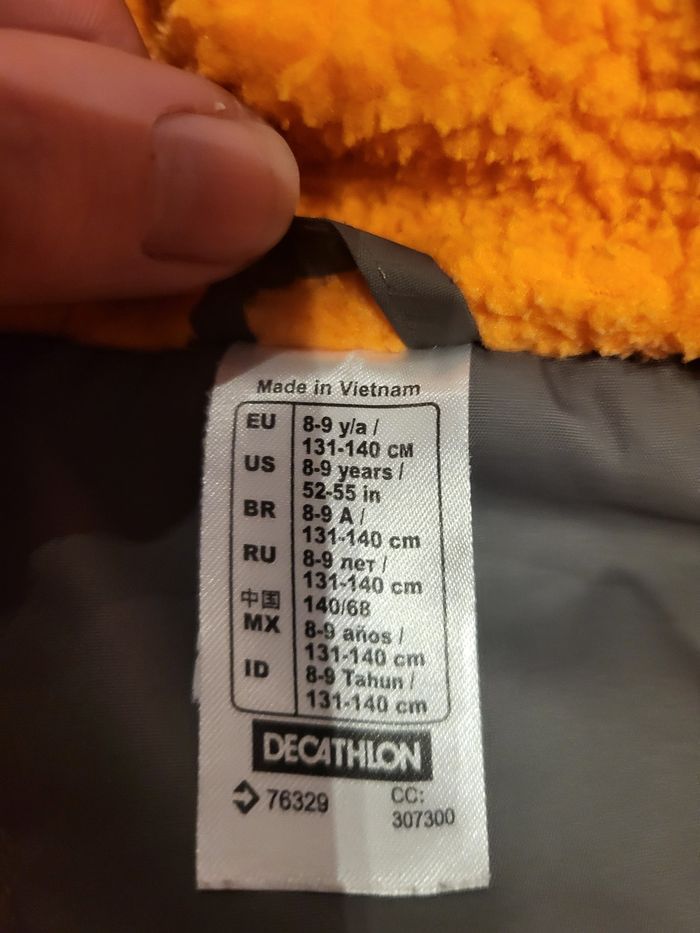 Made in Vietnam
EU 8-9 y/a /
131-140 CM
US 8-9 years /
52-55 in
BR 8-9 A /
131-140 cm
RU 8-9 лет /
131-140 cm
中国 140/68
MX 8-9 años /
131-140 cm
ID 8-9 Tahun /
131-140 cm
DECATHLON
76329 CC:
307300